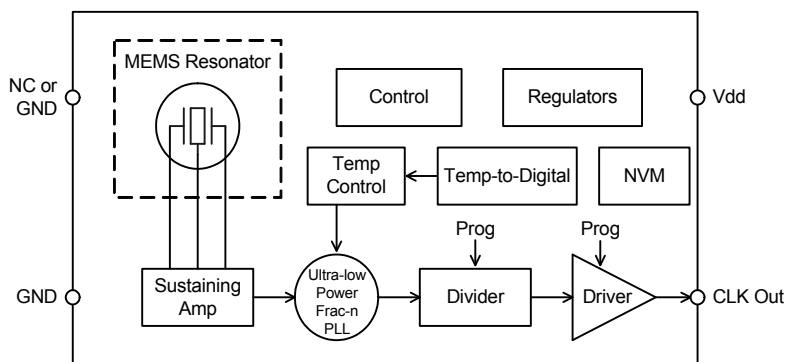 MEMS Resonator
NC or
GND
Control
Regulators
Vdd
Temp
Control
Temp-to-Digital
NVM
Prog
Prog
GND
Sustaining
Amp
Ultra-low
Power
Frac-n
PLL
Divider
Driver
CLK Out